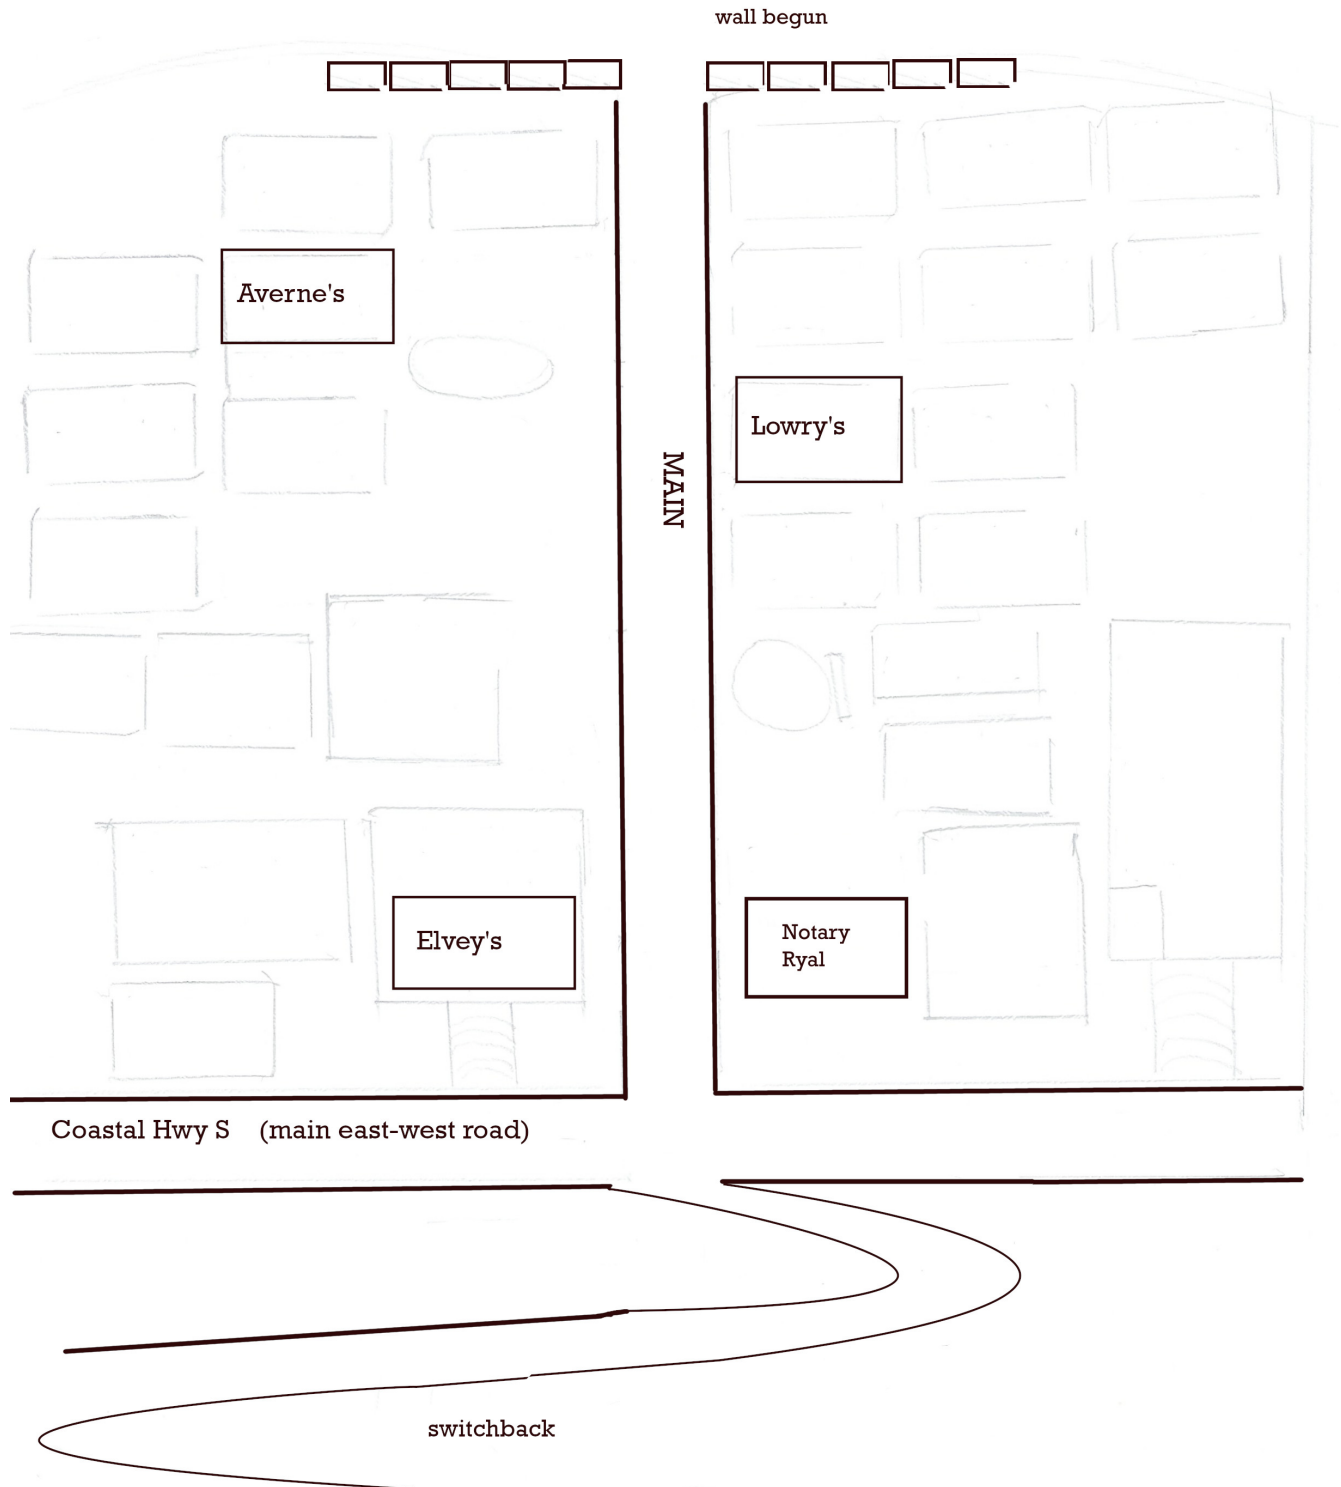 wall begun
Averne's
Lowry's
MAIN
Elvey's
Notary
Ryal
Coastal Hwy S (main east-west road)
switchback